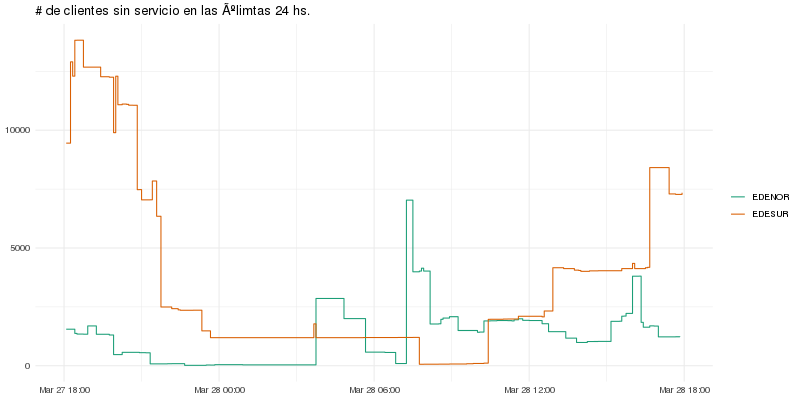 # de clientes sin servicio en las Ãºlimtas 24 hs.
10000
5000
0
Mar 27 18:00
Mar 28 00:00
Mar 28 06:00
Mar 28 12:00
Mar 28 18:00
EDENOR
EDESUR